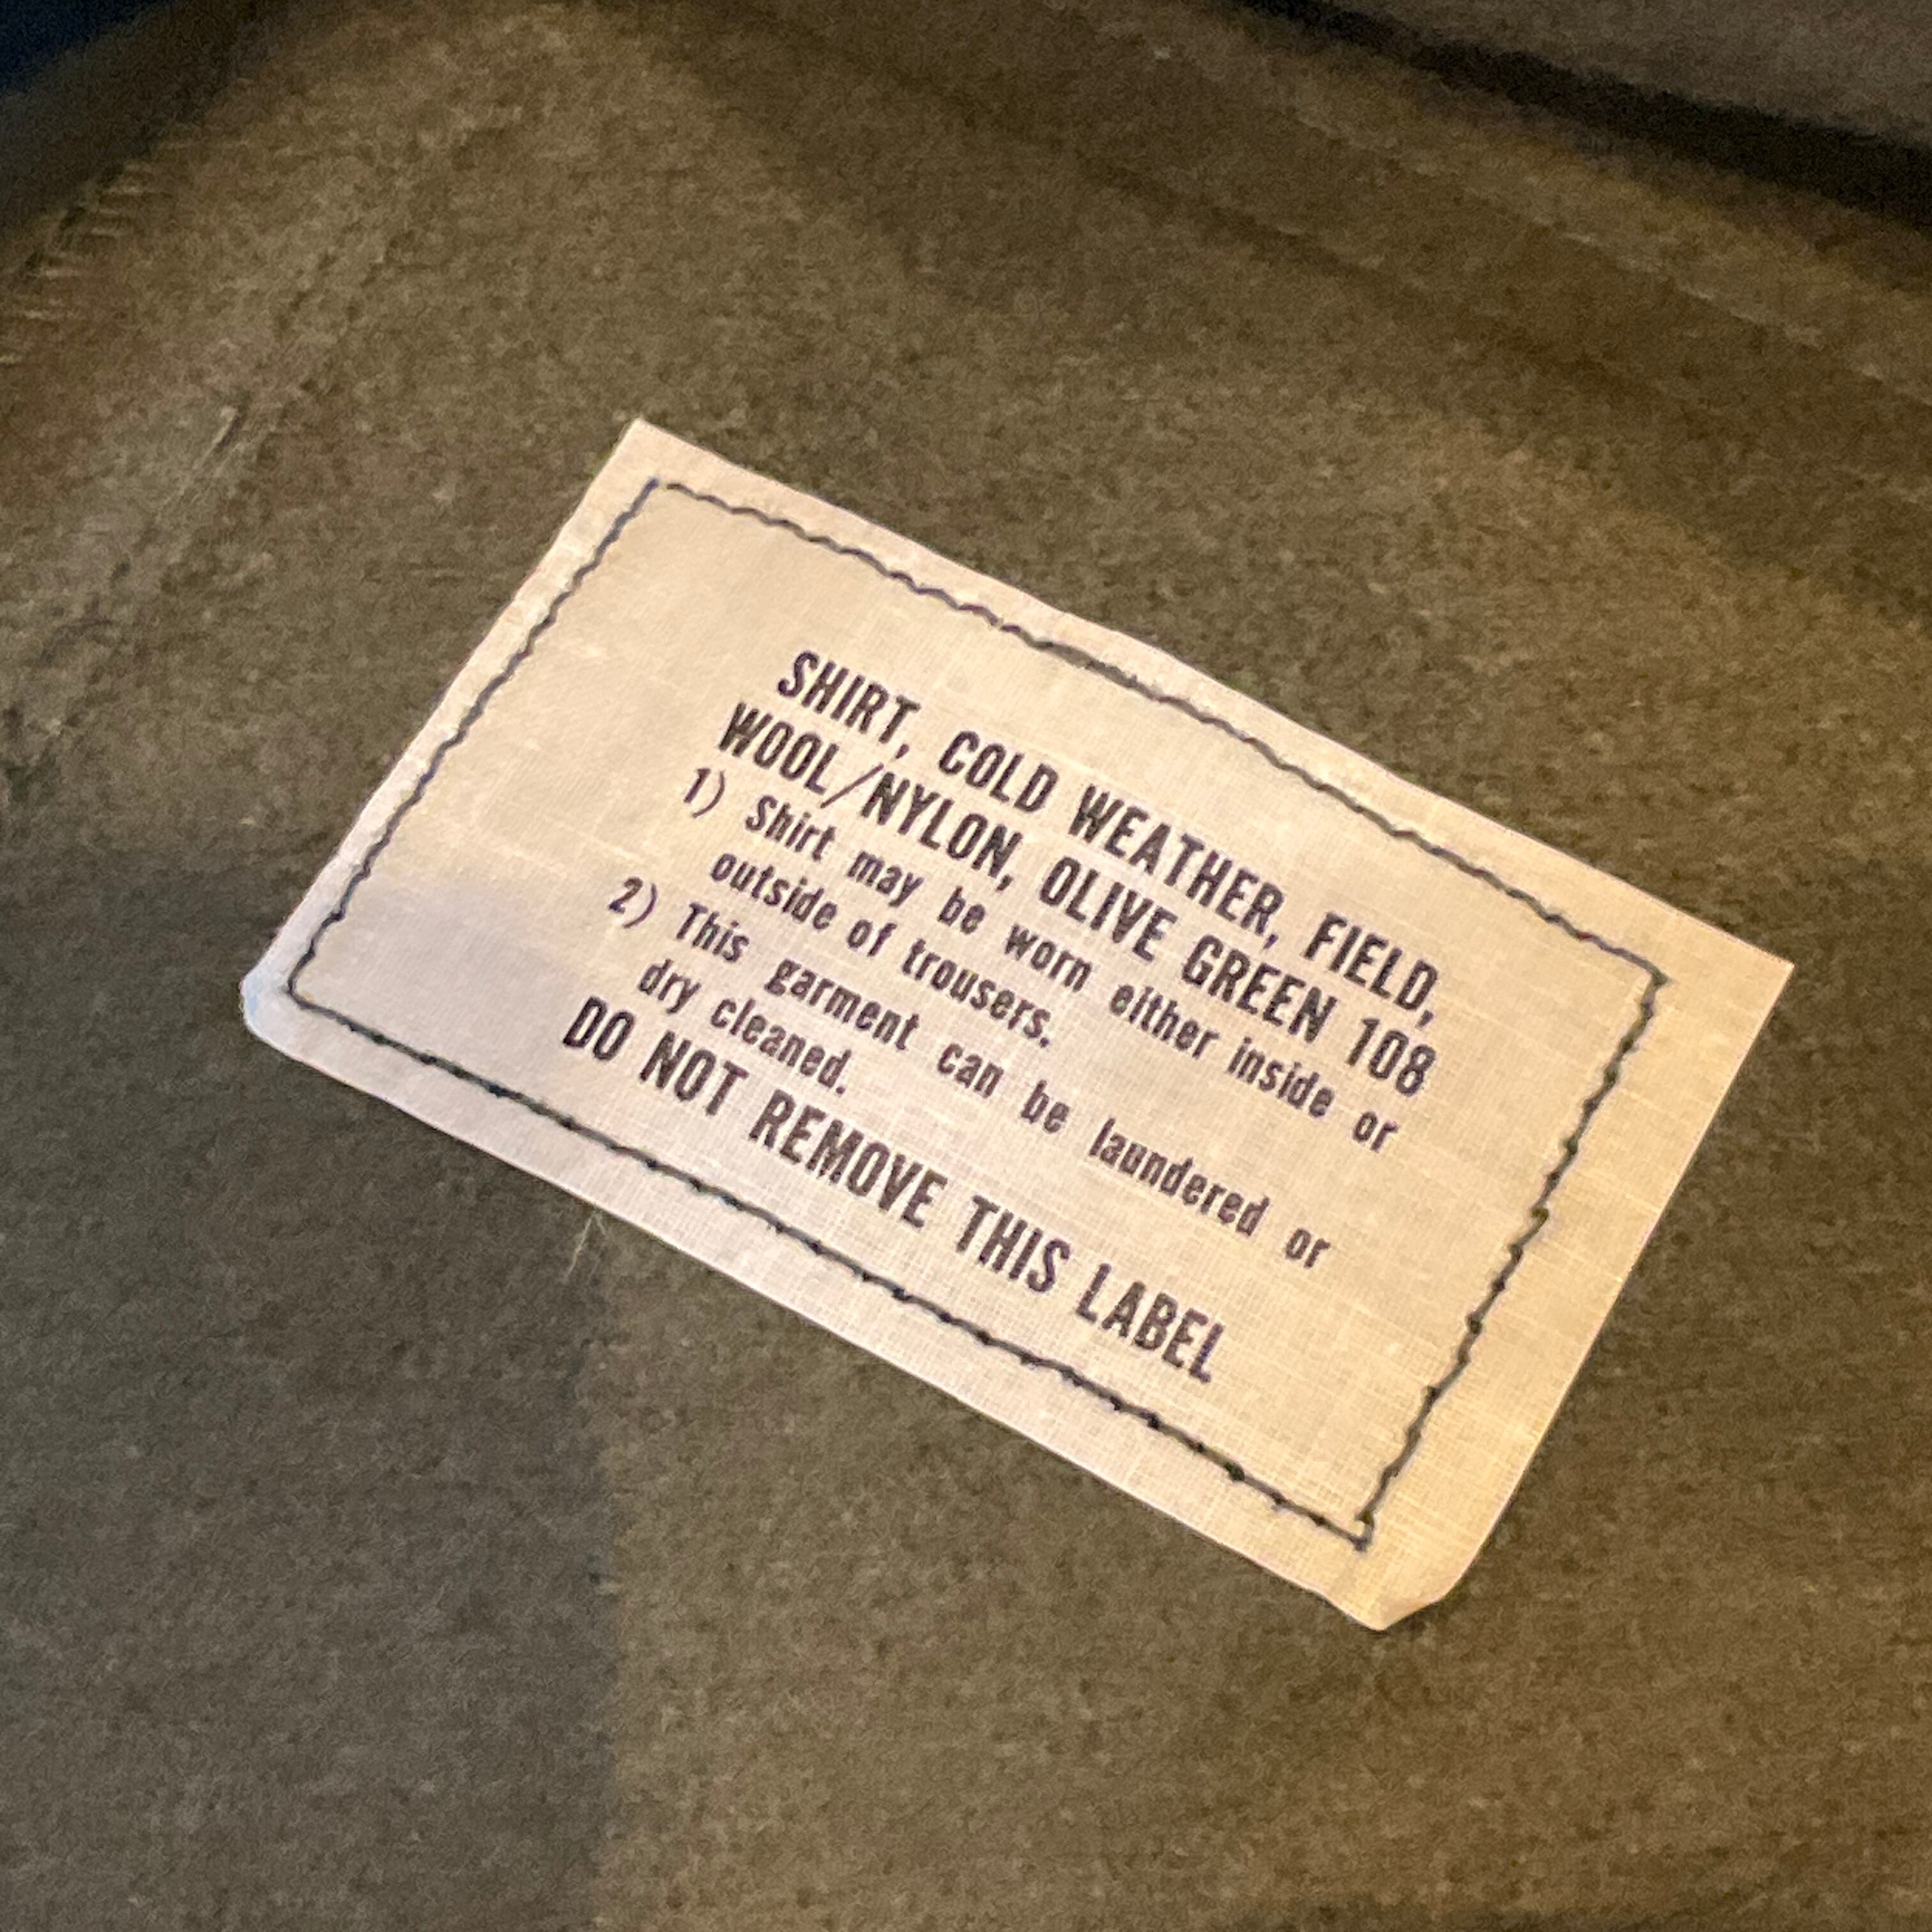 SHIRT, COLD WEATHER, FIELD,
WOOL/NYLON, OLIVE GREEN 108
1) Shirt may be worn either inside or
outside of trousers.
2) This garment can be laundered or
dry cleaned.
DO NOT REMOVE THIS LABEL